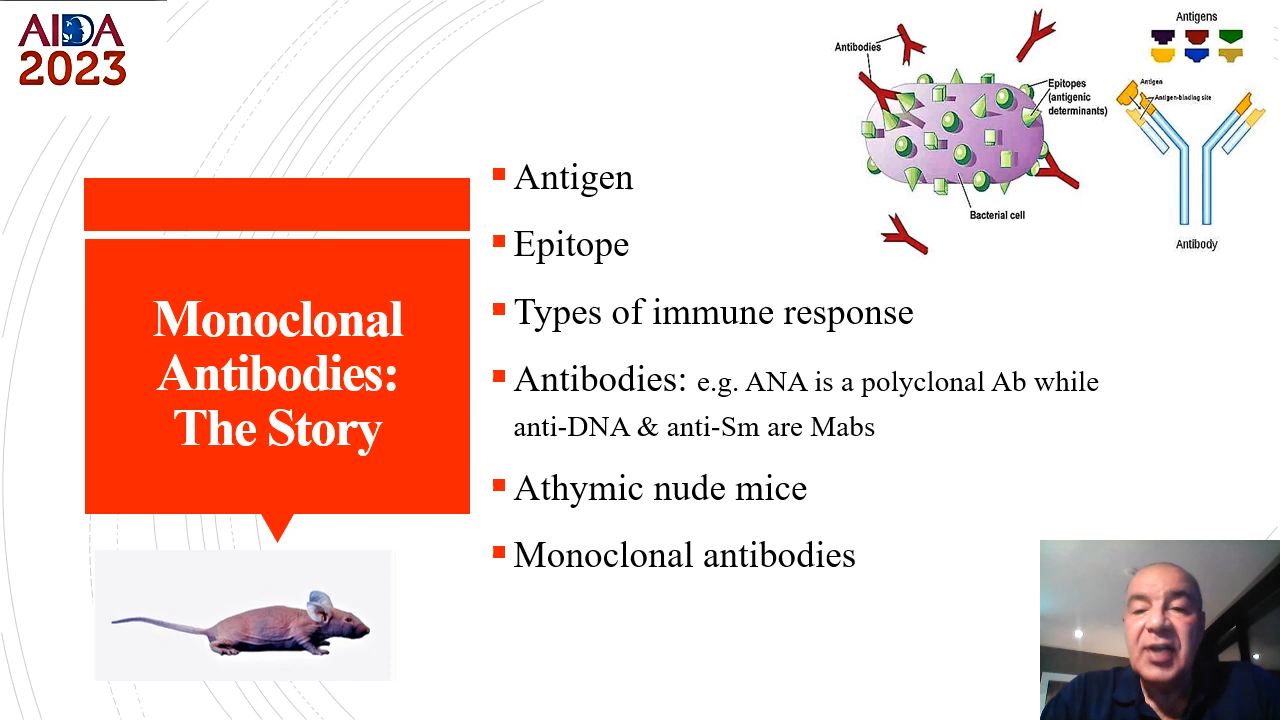 AIDA
2023
Monoclonal
Antibodies:
The Story
Antigen
Epitope
Types of immune response
Antibodies: e.g. ANA is a polyclonal Ab while
anti-DNA & anti-Sm are Mabs
Athymic nude mice
Monoclonal antibodies
Antibodies
Epitopes
(antigenic
determinants)
Bacterial cell
Antigens
Antigen
Antigen-binding site
Antibody